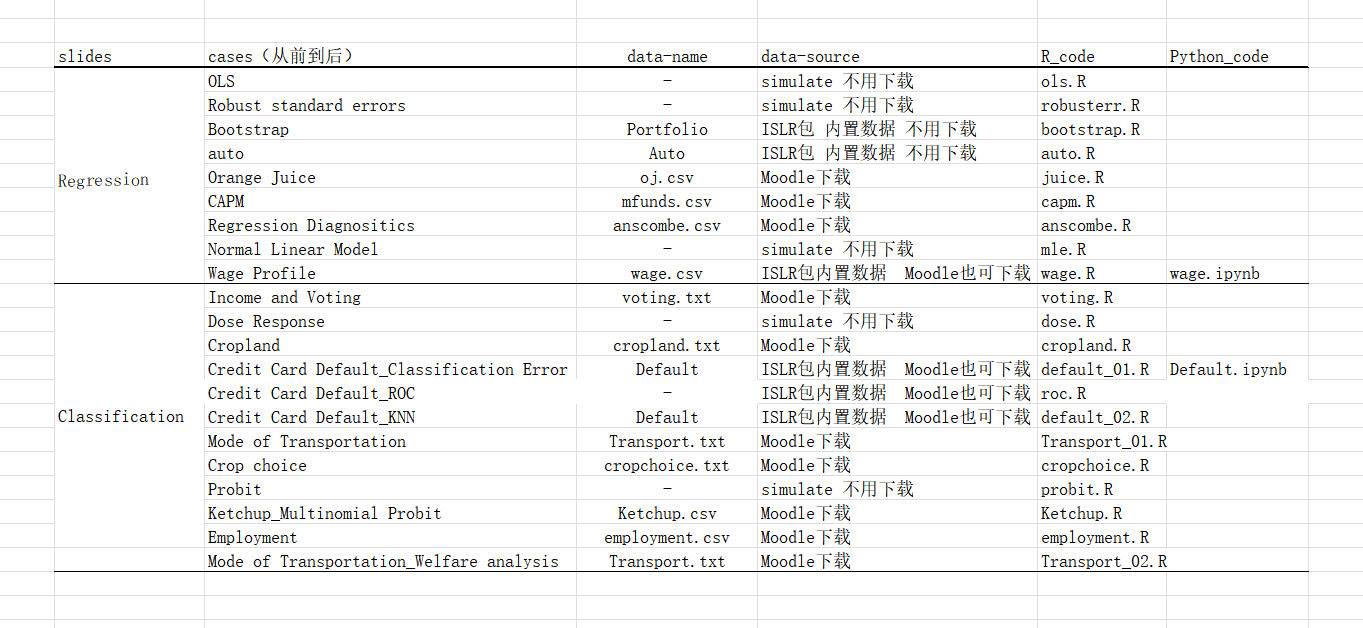 slides cases（从前到后） data-name data-source R_code Python_code
OLS - simulate 不用下载 ols.R
Robust standard errors - simulate 不用下载 robusterr.R
Bootstrap Portfolio ISLR包 内置数据 不用下载 bootstrap.R
auto Auto ISLR包 内置数据 不用下载 auto.R
Regression Orange Juice oj.csv Moodle下载 juice.R
CAPM mfunds.csv Moodle下载 capm.R
Regression Diagnositics anscombe.csv Moodle下载 anscombe.R
Normal Linear Model - simulate 不用下载 mle.R
Wage Profile wage.csv ISLR包内置数据 Moodle也可下载 wage.R wage.ipynb
Income and Voting voting.txt Moodle下载 voting.R
Dose Response - simulate 不用下载 dose.R
Cropland cropland.txt Moodle下载 cropland.R
Credit Card Default_Classification Error Default ISLR包内置数据 Moodle也可下载 default_01.R Default.ipynb
Credit Card Default_ROC - ISLR包内置数据 Moodle也可下载 roc.R
Classification Credit Card Default_KNN Default ISLR包内置数据 Moodle也可下载 default_02.R
Mode of Transportation Transport.txt Moodle下载 Transport_01.R
Crop choice cropchoice.txt Moodle下载 cropchoice.R
Probit - simulate 不用下载 probit.R
Ketchup_Multinomial Probit Ketchup.csv Moodle下载 Ketchup.R
Employment employment.csv Moodle下载 employment.R
Mode of Transportation_Welfare analysis Transport.txt Moodle下载 Transport_02.R